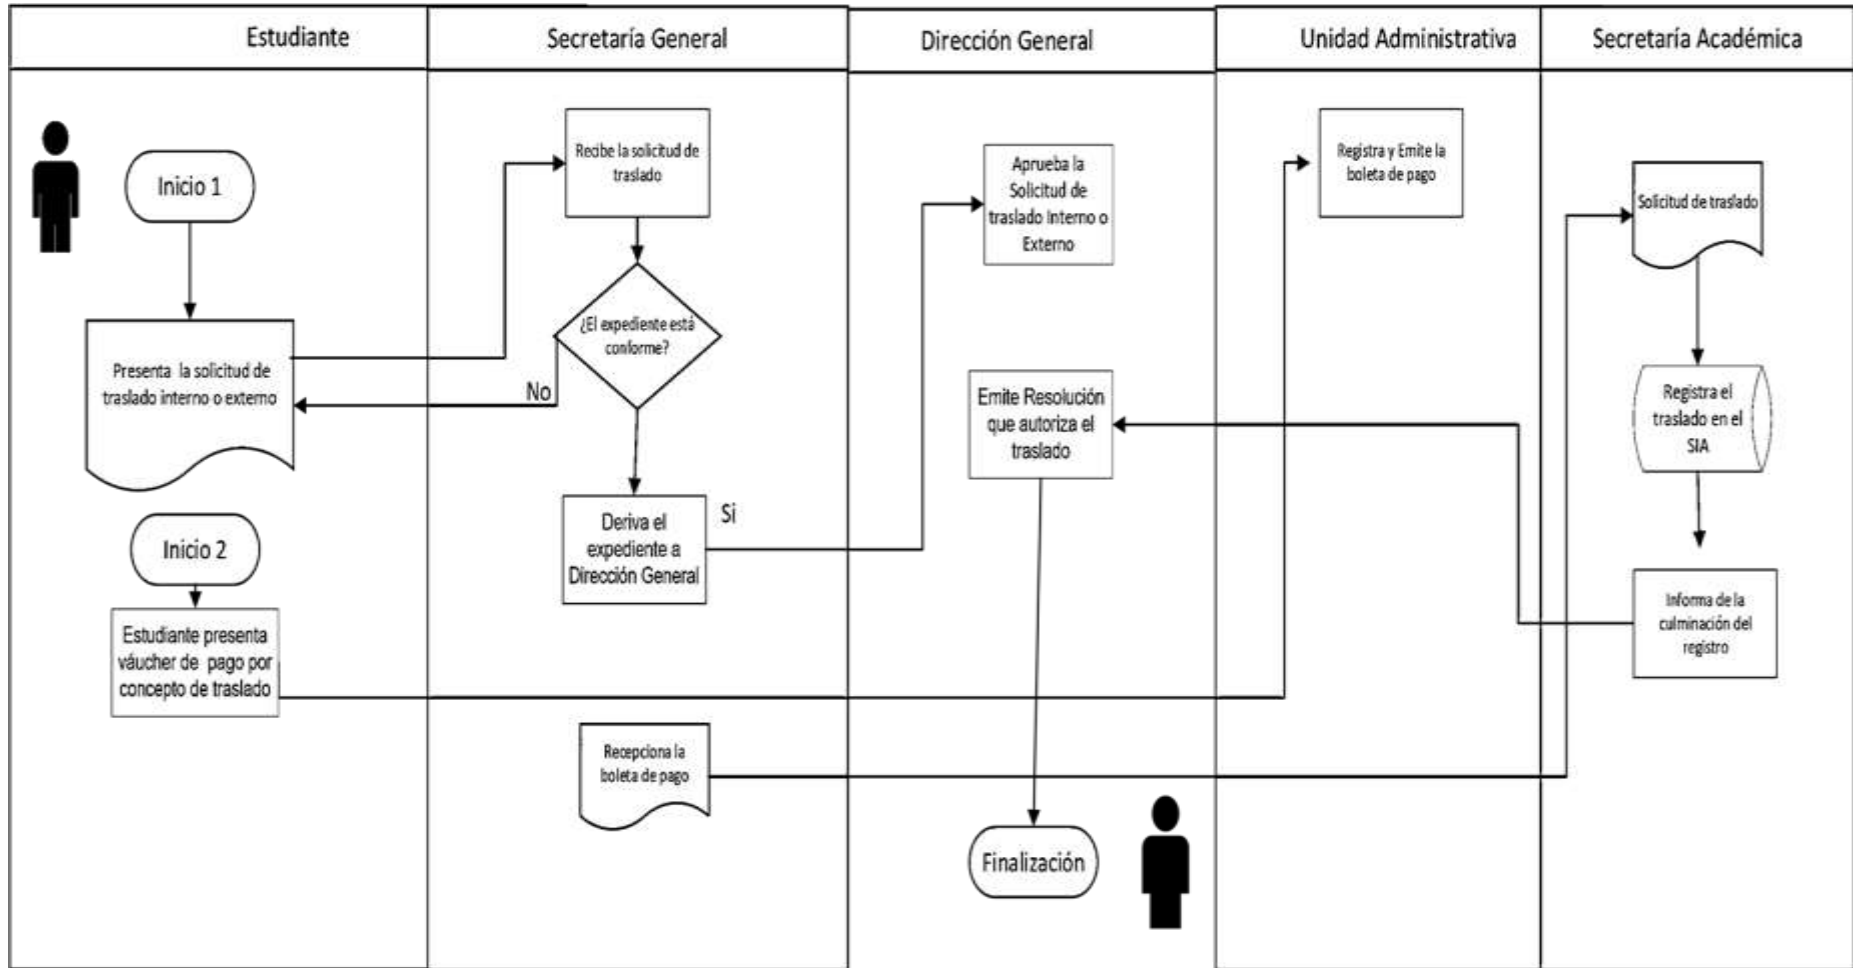 Estudiante
Secretaría General
Dirección General
Unidad Administrativa
Secretaría Académica
Inicio 1
Presenta la solicitud de
traslado interno o externo
Inicio 2
Estudiante presenta
váucher de pago por
concepto de traslado
Recibe la solicitud de
traslado
¿El expediente está
conforme?
No
Deriva el
expediente a
Dirección General
Si
Recepciona la
boleta de pago
Aprueba la
Solicitud de
traslado Interno o
Externo
Emite Resolución
que autoriza el
traslado
Finalización
Registra y Emite la
boleta de pago
Solicitud de traslado
Registra el
traslado en el
SIA
Informa de la
culminación del
registro